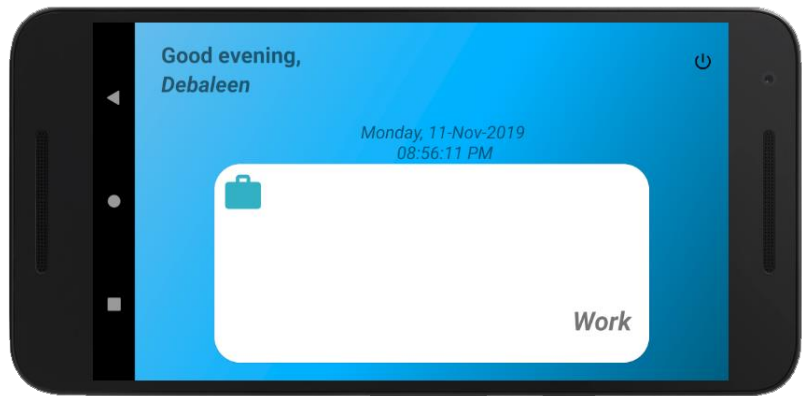 Good evening,
Debaleen
Monday, 11-Nov-2019
08:56:11 PM
Work